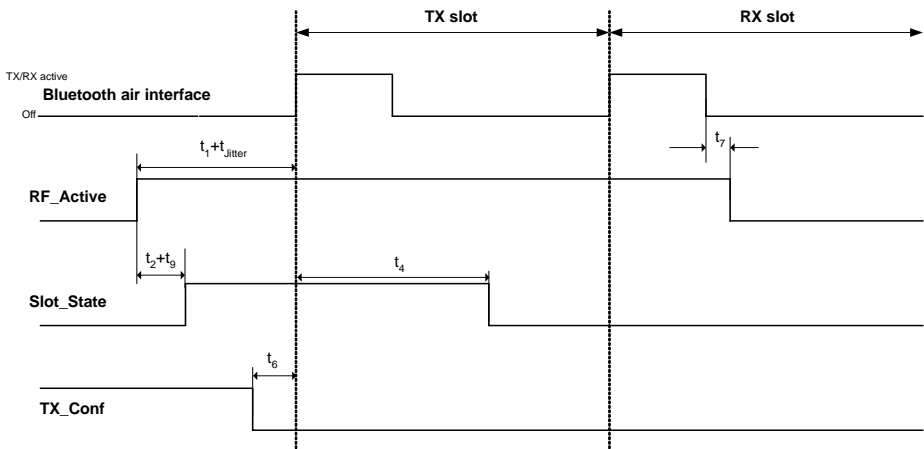 TX slot
RX slot
TX/RX active
Bluetooth air interface
Off
t7
t1+tJitter
RF_Active
t2+t9
t4
Slot_State
t6
TX_Conf